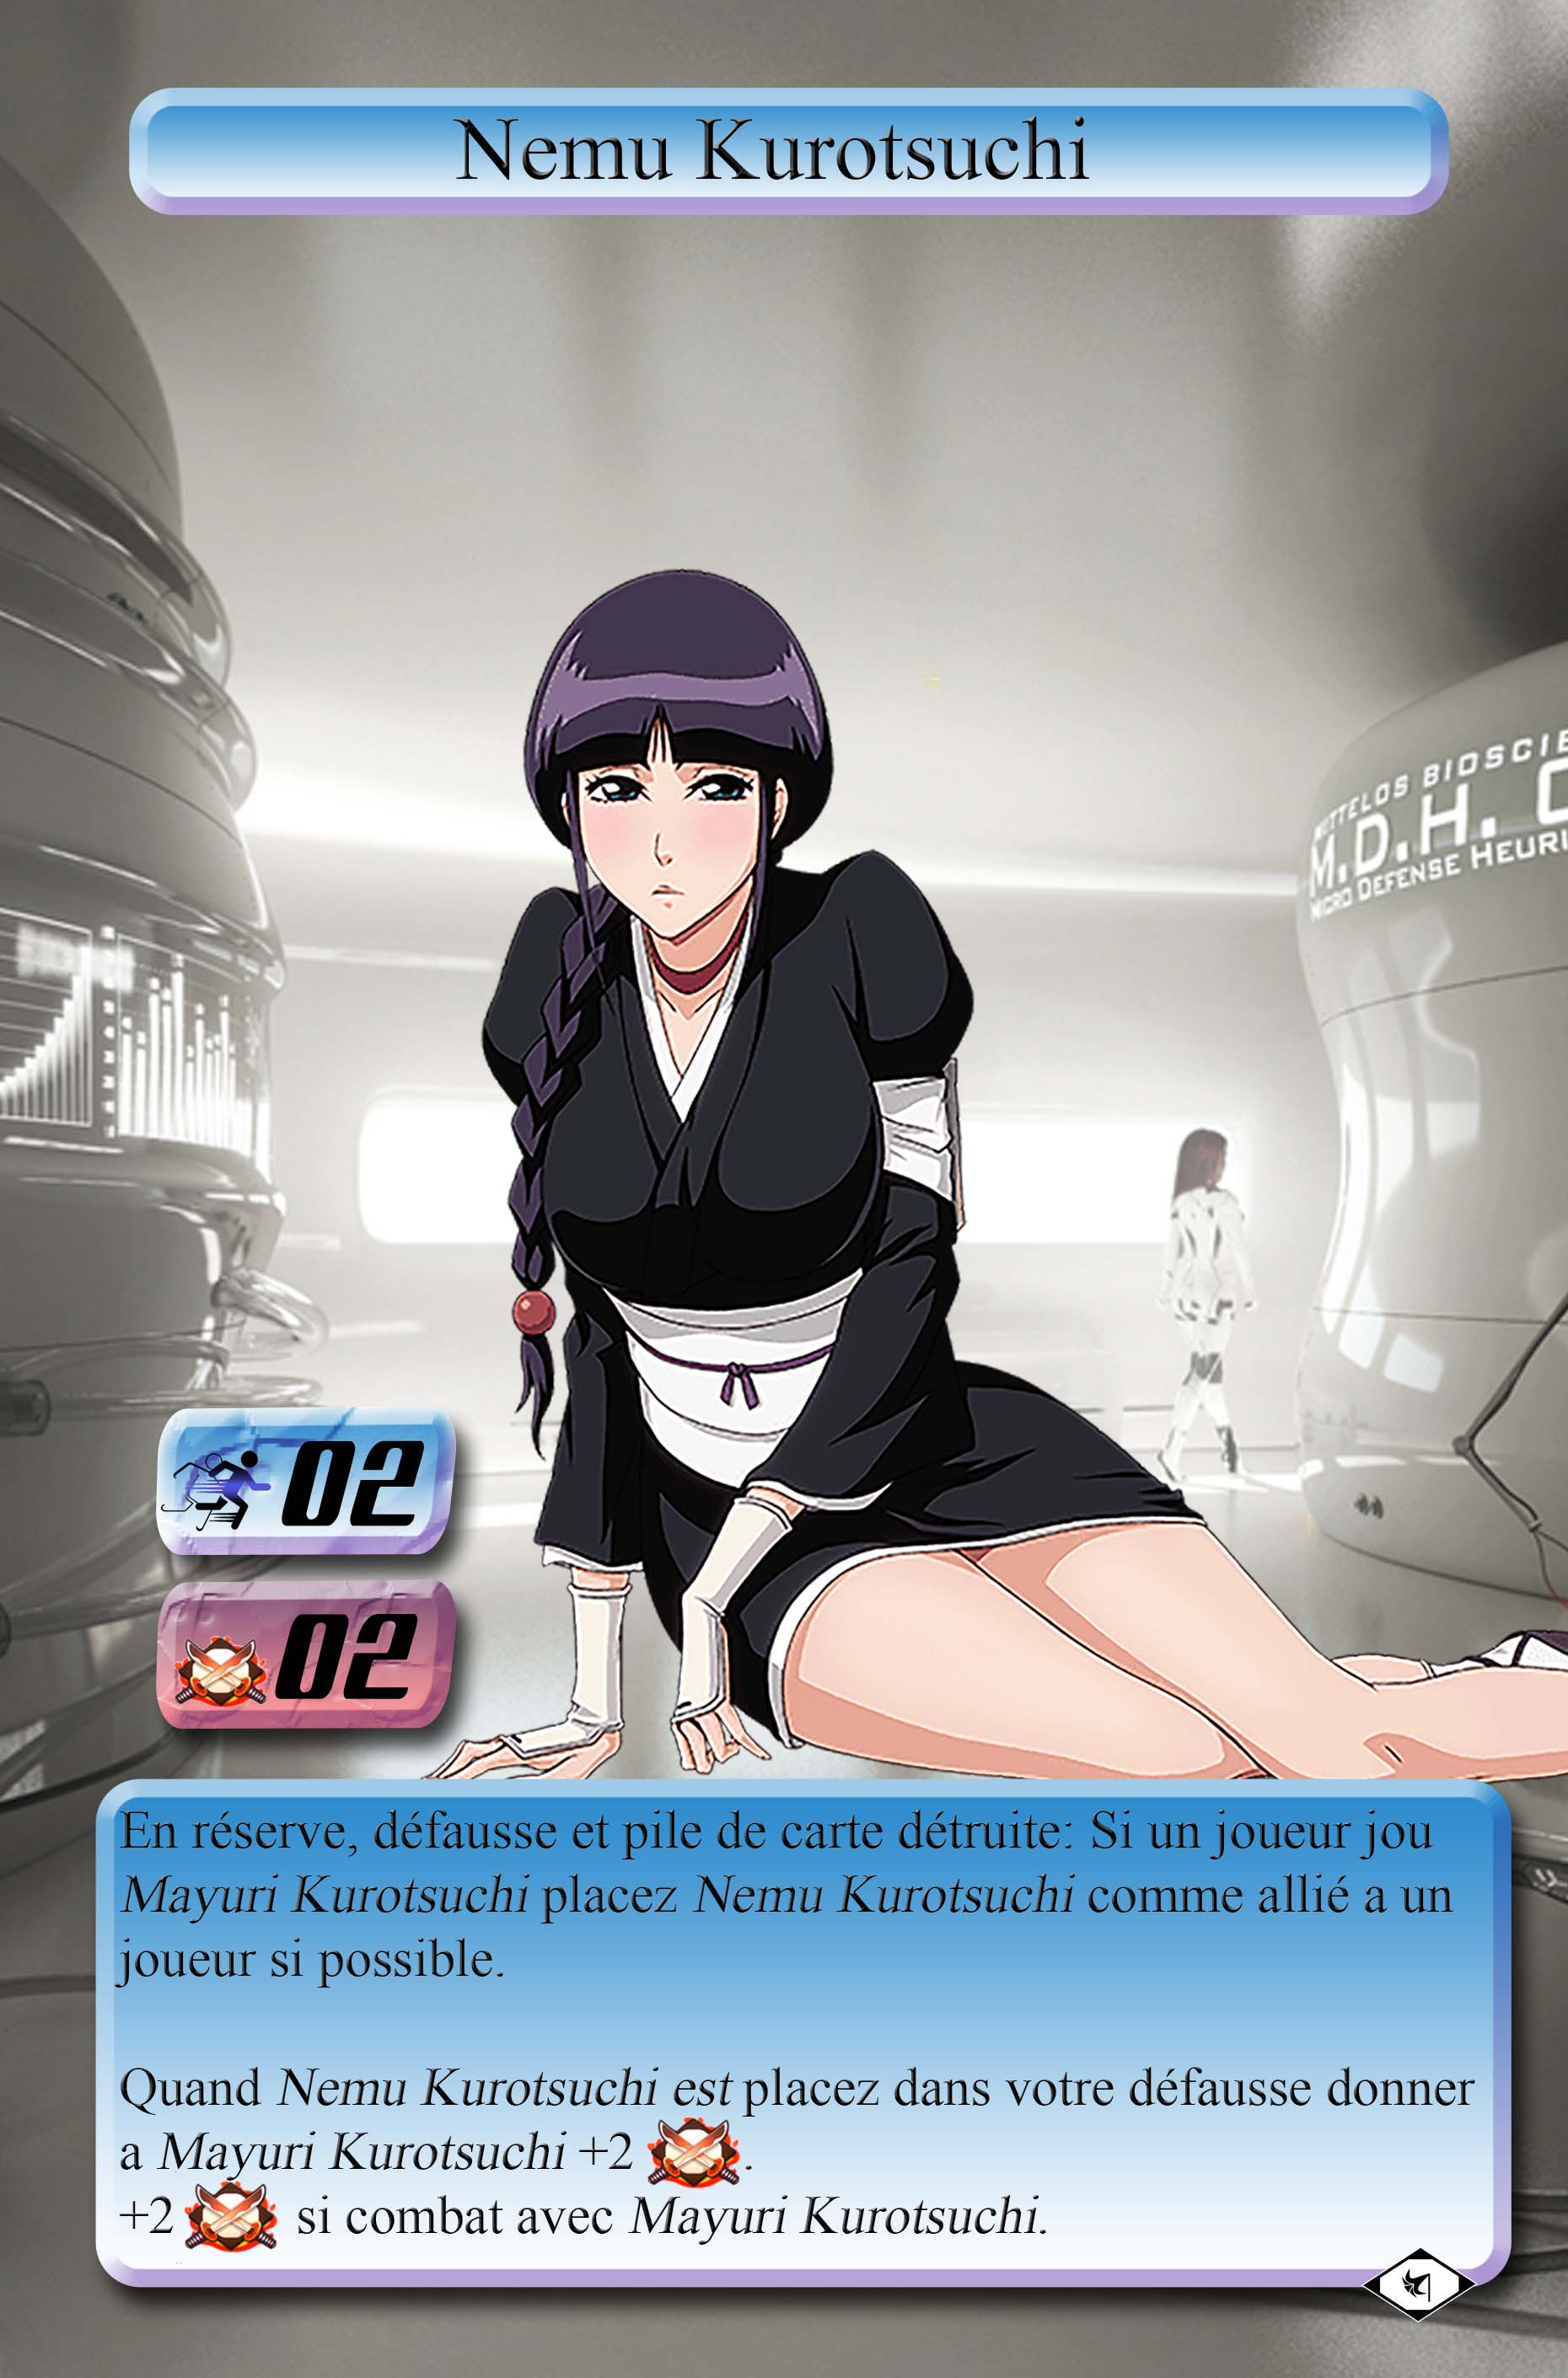 Nemu Kurotsuchi
BIOSCIE
M.D.H.
MICRO DEFENSE HEURI
02
02
En réserve, défausse et pile de carte détruite: Si un joueur jou
Mayuri Kurotsuchi placez Nemu Kurotsuchi comme allié a un
joueur si possible.
Quand Nemu Kurotsuchi est placez dans votre défausse donner
a Mayuri Kurotsuchi +2 .
+2 si combat avec Mayuri Kurotsuchi.